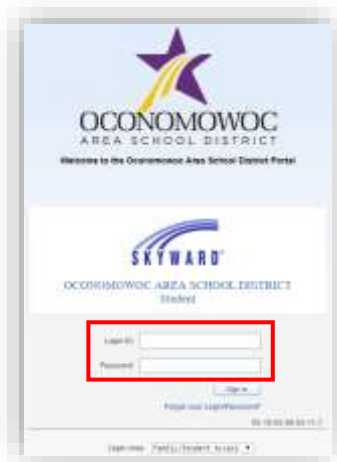 OCONOMOWOC
AREA SCHOOL DISTRICT
Welcome to the Oconomowoc Area School District Portal
SKYWARD
OCONOMOWOC AREA SCHOOL DISTRICT
Student
Login ID:
Password:
Sign In
Forgot your Login/Password?
Login Area: Family/Student Access